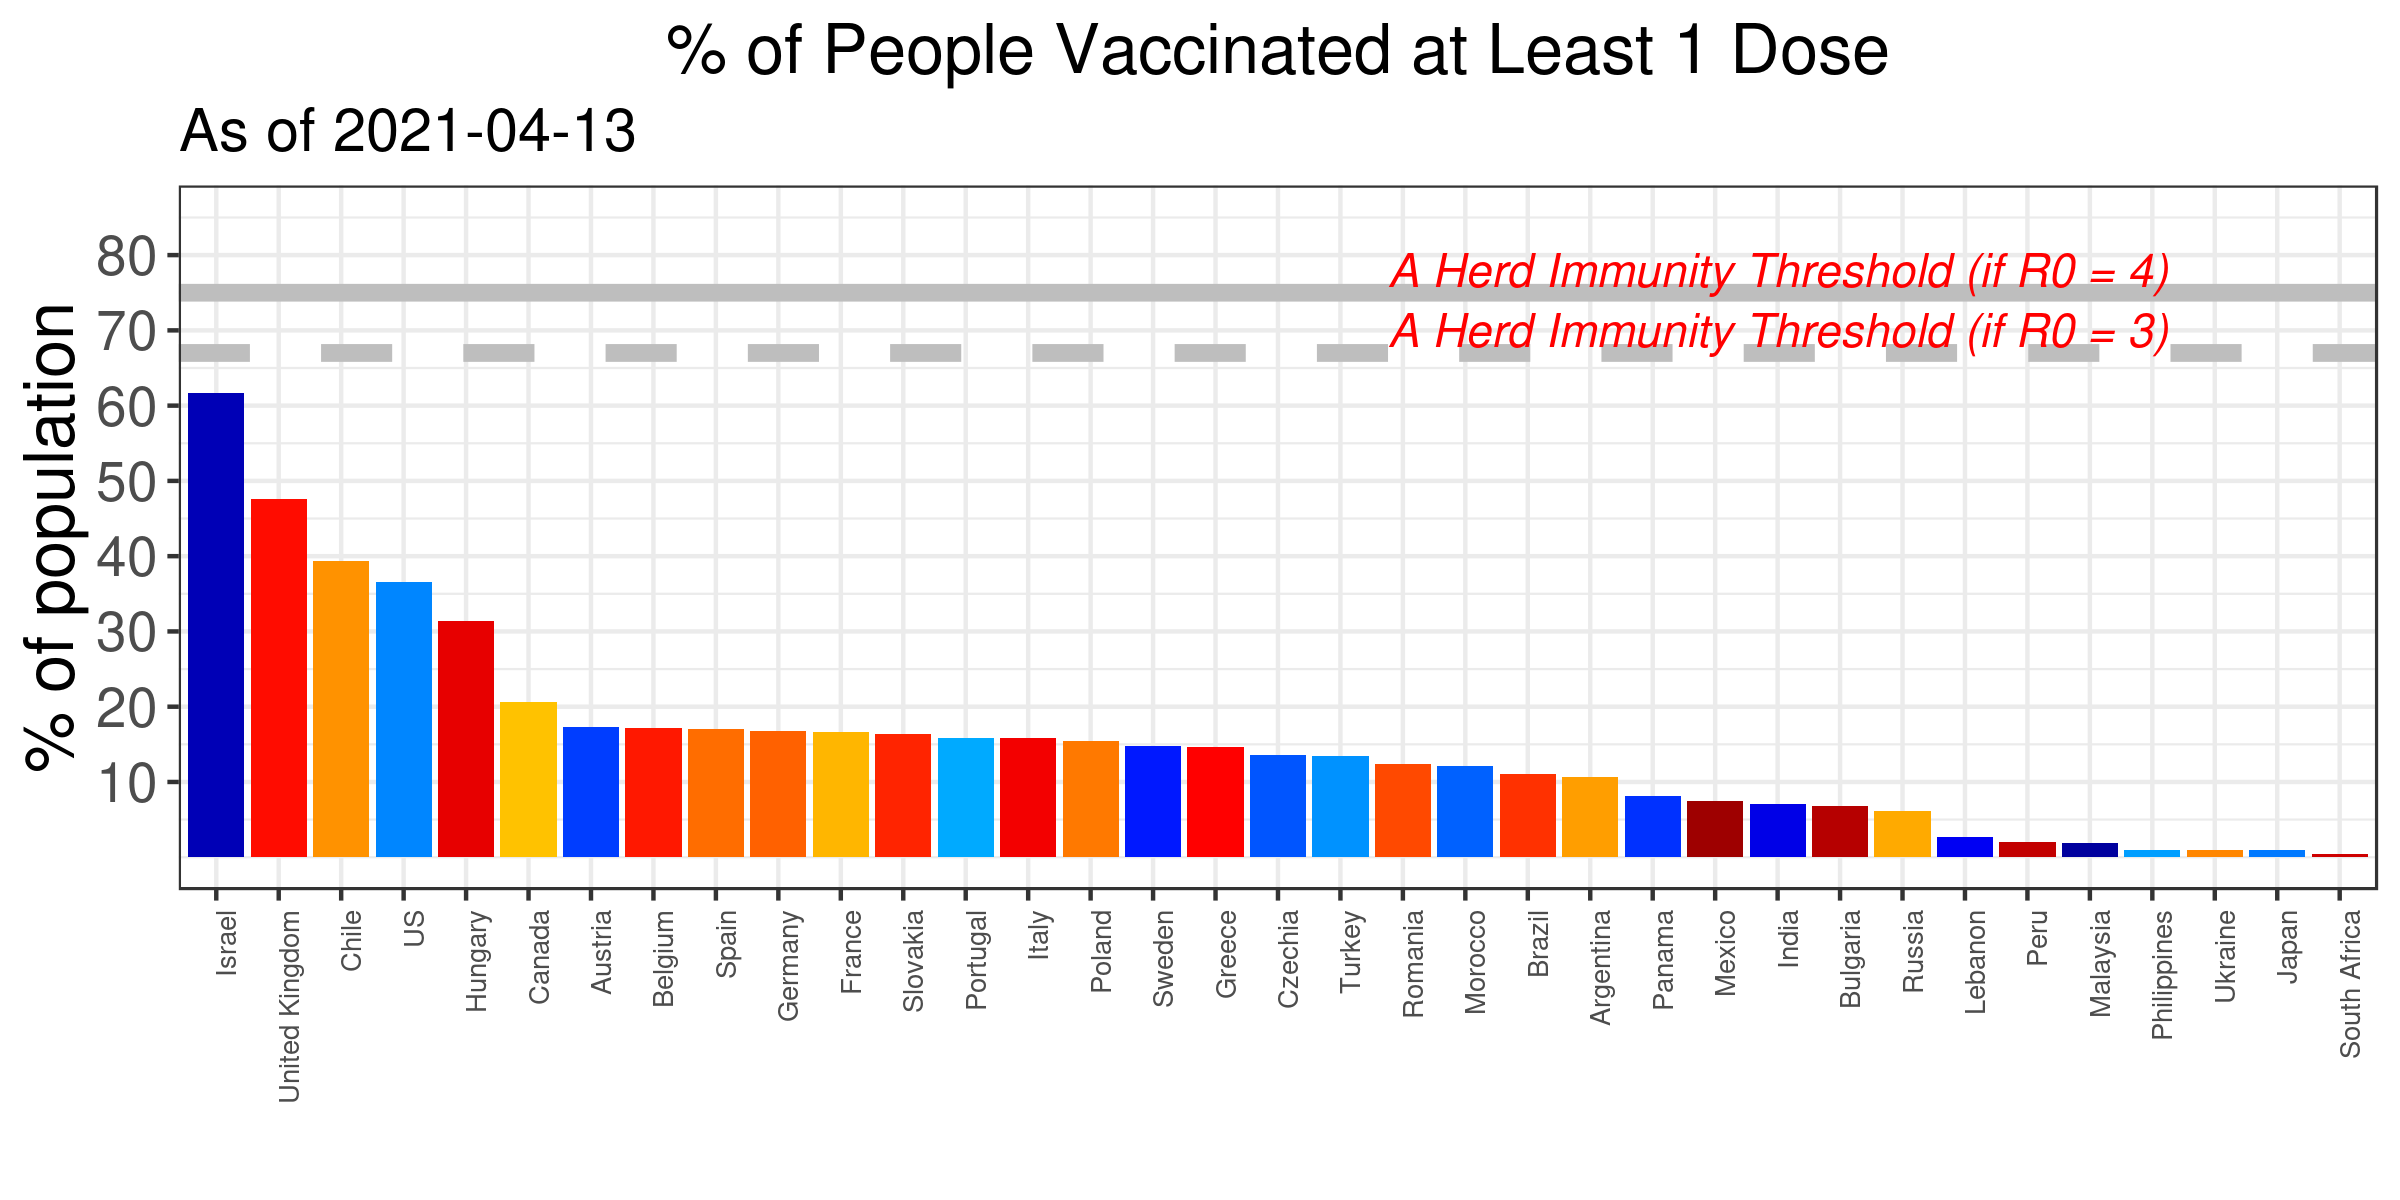 % of People Vaccinated at Least 1 Dose
As of 2021-04-13
% of population
80
70
60
50
40
30
20
10
A Herd Immunity Threshold (if R0 = 4)
A Herd Immunity Threshold (if R0 = 3)
Israel
United Kingdom
Chile
US
Hungary
Canada
Austria
Belgium
Spain
Germany
France
Slovakia
Portugal
Italy
Poland
Sweden
Greece
Czechia
Turkey
Romania
Morocco
Brazil
Argentina
Panama
Mexico
India
Bulgaria
Russia
Lebanon
Peru
Malaysia
Philippines
Ukraine
Japan
South Africa